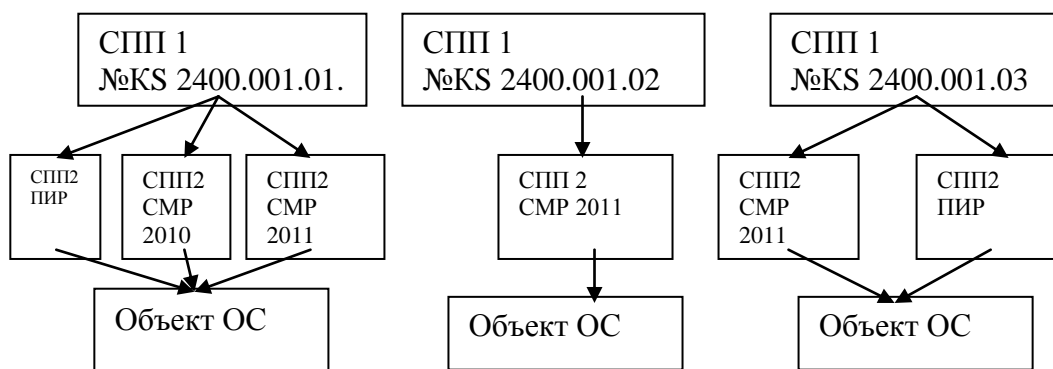 СПП 1
№KS 2400.001.01.
СПП 1
№KS 2400.001.02
СПП 1
№KS 2400.001.03
СПП2
ПИР
СПП2
СМР
2010
СПП2
СМР
2011
СПП 2
СМР 2011
СПП2
СМР
2011
СПП2
ПИР
Объект ОС
Объект ОС
Объект ОС